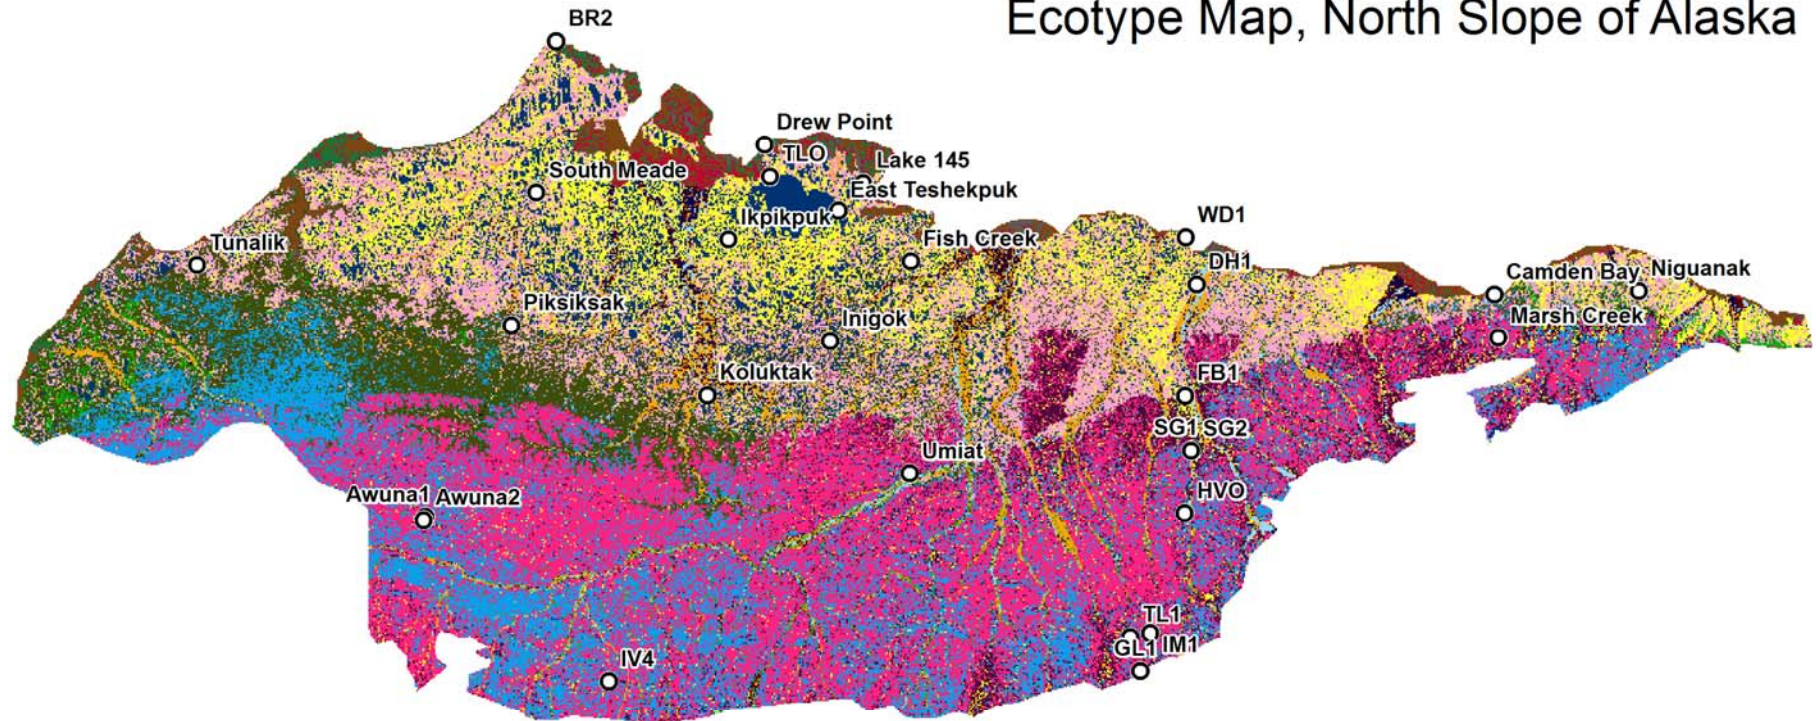 Ecotype Map, North Slope of Alaska
BR2
Drew Point
TLO
Lake 145
South Meade
East Teshekpuk
Ikpikpuk
WD1
Tunalik
Fish Creek
DH1
Camden Bay
Niguanak
Piksiksak
Inigok
Marsh Creek
Koluktak
FB1
SG1 SG2
Umiat
Awuna1 Awuna2
HVO
TL1
GL1 IM1
IV4